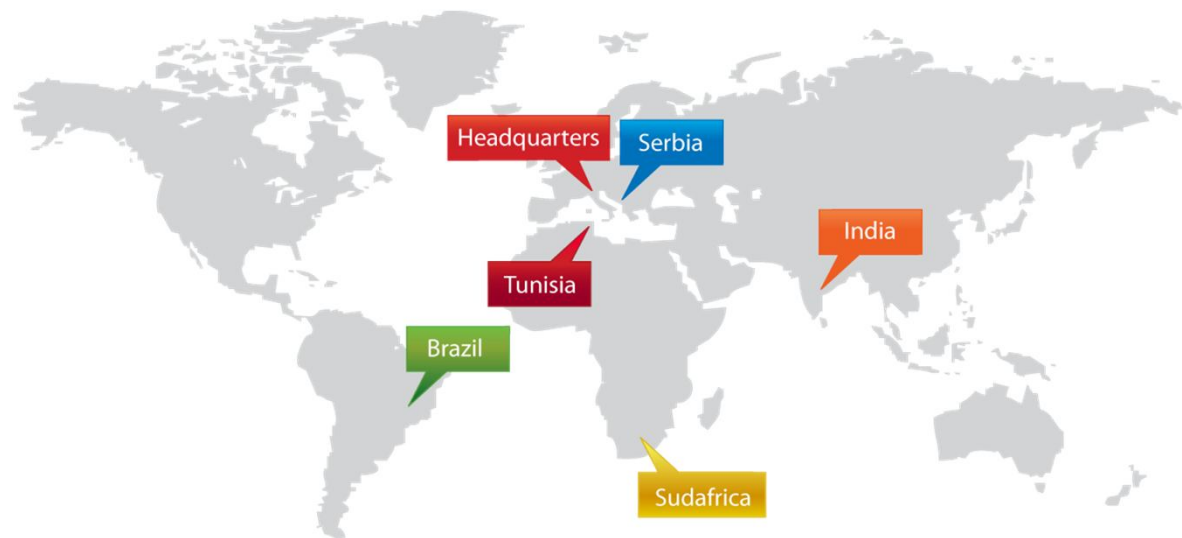 Headquarters
Serbia
India
Tunisia
Brazil
Sudafrica